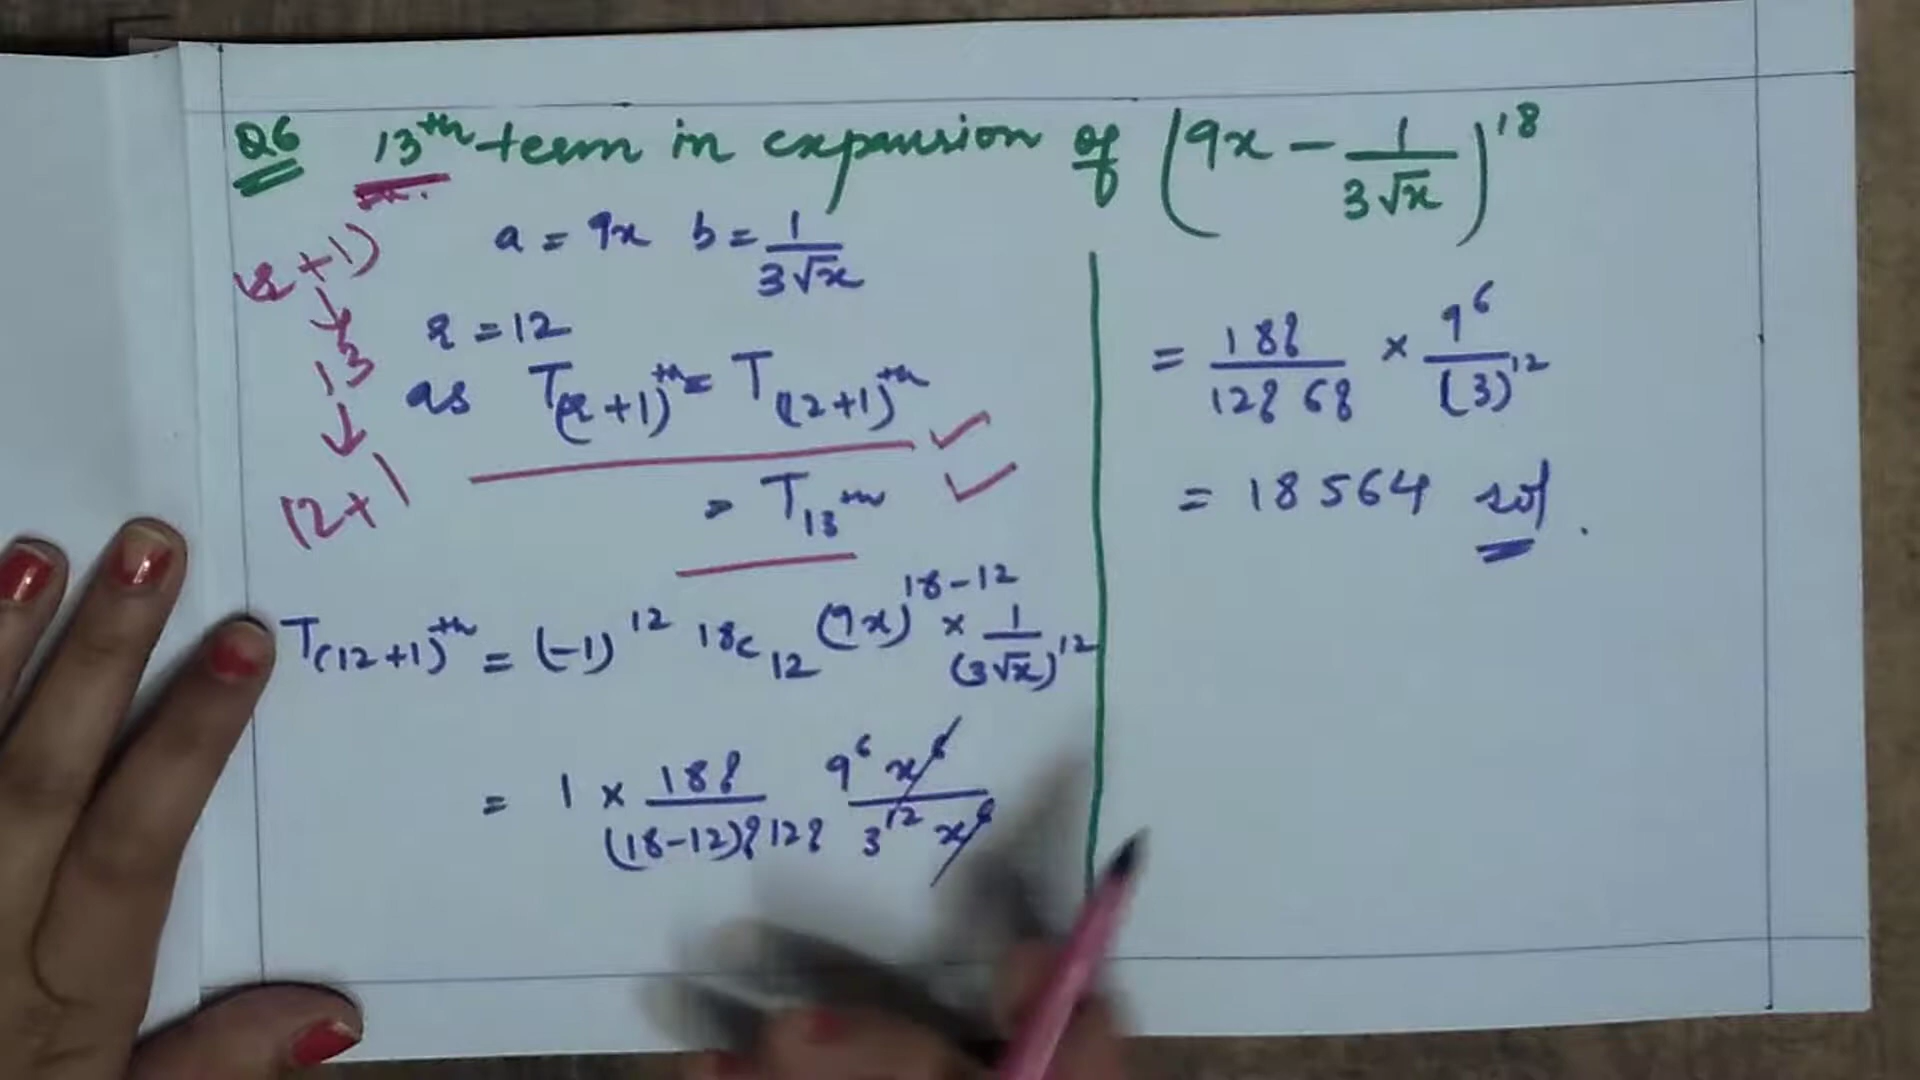 Q6 13th term in expansion of (9x - 1/(3√x))^18
a = 9x b = 1/(3√x)
(r+1)
↓
13
↓
12+1
r = 12
as T(r+1)th = T(12+1)th ✓
= T13th ✓
T(12+1)th = (-1)^12 18c12 (9x)^18-12 × 1/(3√x)^12
= 1 × 18!/((18-12)! 12!) 9^6 x^6/(3^12 x^6)
= 18!/(12! 6!) × 9^6/(3)^12
= 18564 sol.